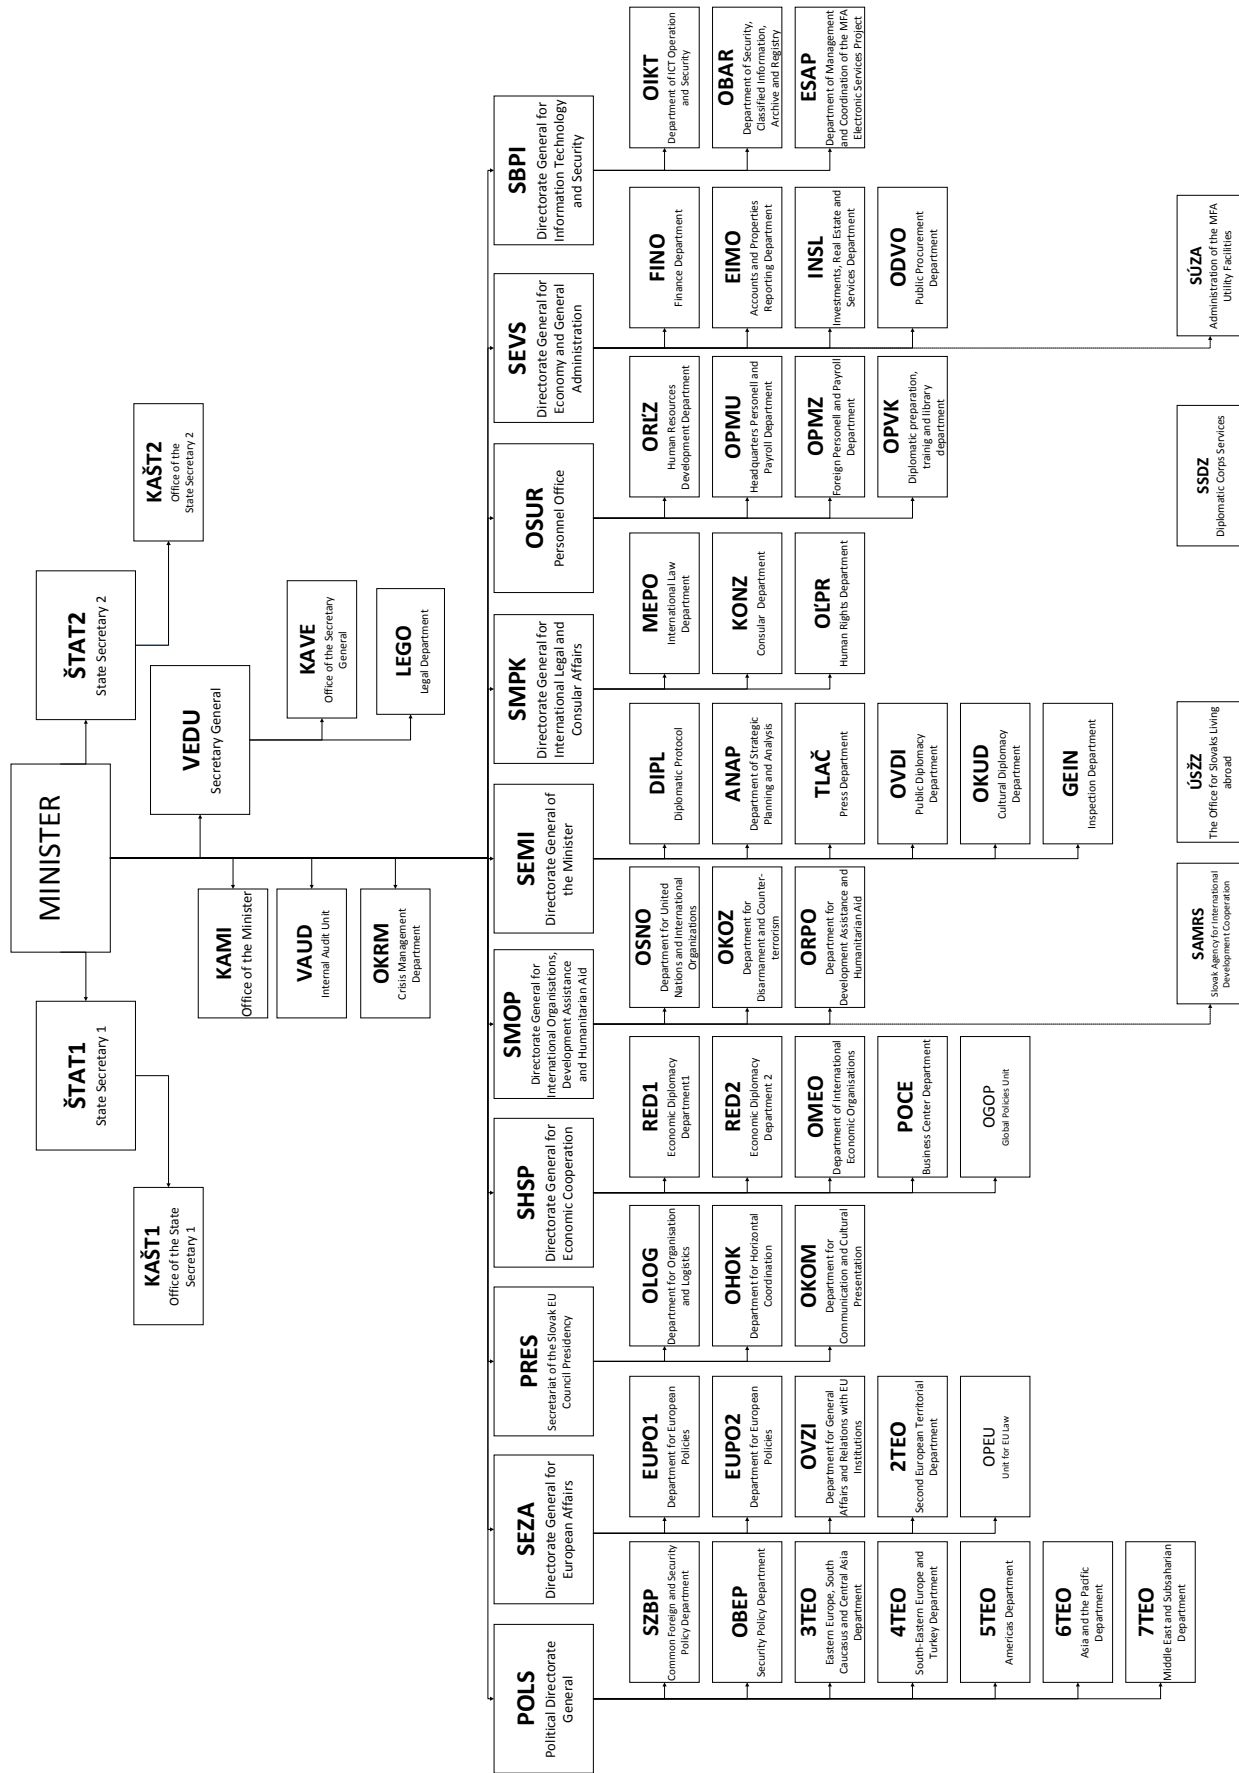 MINISTER
ŠTAT1
State Secretary 1
ŠTAT2
State Secretary 2
KAŠT1
Office of the State
Secretary 1
KAŠT2
Office of the
State Secretary 2
VEDU
Secretary General
KAMI
Office of the Minister
VAUD
Internal Audit Unit
OKRM
Crisis Management
Department
KAVE
Office of the Secretary
General
LEGO
Legal Department
POLS
Political Directorate
General
SEZA
Directorate General for
European Affairs
PRES
Secretariat of the Slovak EU
Council Presidency
SHSP
Directorate General for
Economic Cooperation
SMOP
Directorate General for
International Organisations,
Development Assistance
and Humanitarian Aid
SEMI
Directorate General of
the Minister
SMPK
Directorate General for
International Legal and
Consular Affairs
OSUR
Personnel Office
SEVS
Directorate General for
Economy and General
Administration
SBPI
Directorate General for
Information Technology
and Security
SZBP
Common Foreign and Security
Policy Department
OBEP
Security Policy Department
3TEO
Eastern Europe, South
Caucasus and Central Asia
Department
4TEO
South-Eastern Europe and
Turkey Department
5TEO
Americas Department
6TEO
Asia and the Pacific
Department
7TEO
Middle East and Subsaharian
Department
EUPO1
Department for European
Policies
EUPO2
Department for European
Policies
OVZI
Department for General
Affairs and Relations with EU
Institutions
2TEO
Second European Territorial
Department
OPEU
Unit for EU Law
OLOG
Department for Organisation
and Logistics
OHOK
Department for Horizontal
Coordination
OKOM
Department for
Communication and Cultural
Presentation
RED1
Economic Diplomacy
Department1
RED2
Economic Diplomacy
Department 2
OMEO
Department of International
Economic Organisations
POCE
Business Center Department
OGOP
Global Policies Unit
OSNO
Department for United
Nations and International
Organizations
OKOZ
Department for
Disarmament and Counter-
terrorism
ORPO
Department for
Development Assistance and
Humanitarian Aid
DIPL
Diplomatic Protocol
ANAP
Department of Strategic
Planning and Analysis
TLAČ
Press Department
OVDI
Public Diplomacy
Department
OKUD
Cultural Diplomacy
Department
GEIN
Inspection Department
MEPO
International Law
Department
KONZ
Consular Department
OĽPR
Human Rights Department
ORĽZ
Human Resources
Development Department
OPMU
Headquarters Personell and
Payroll Department
OPMZ
Foreign Personell and Payroll
Department
OPVK
Diplomatic preparation,
trainig and library
department
FINO
Finance Department
EIMO
Accounts and Properties
Reporting Department
INSL
Investments, Real Estate and
Services Department
ODVO
Public Procurement
Department
OIKT
Department of ICT Operation
and Security
OBAR
Department of Security,
Classified Information,
Archive and Registry
ESAP
Department of Management
and Coordination of the MFA
Electronic Services Project
SAMRS
Slovak Agency for International
Development Cooperation
ÚSŽZ
The Office for Slovaks Living
abroad
SSDZ
Diplomatic Corps Services
SÚZA
Administration of the MFA
Utility Facilities